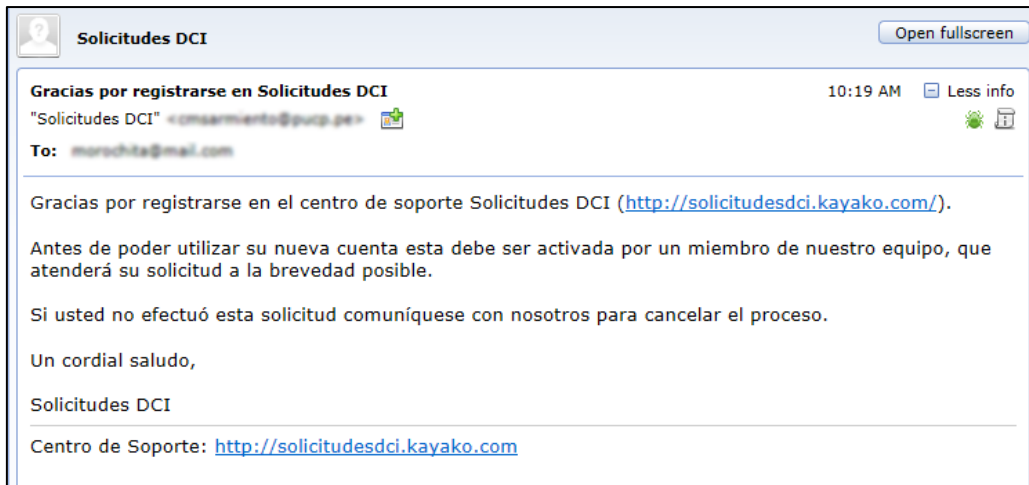 Solicitudes DCI
Open fullscreen
Gracias por registrarse en Solicitudes DCI
10:19 AM
Less info
"Solicitudes DCI"
To:
Gracias por registrarse en el centro de soporte Solicitudes DCI (http://solicitudesdci.kayako.com/).
Antes de poder utilizar su nueva cuenta esta debe ser activada por un miembro de nuestro equipo, que
atenderá su solicitud a la brevedad posible.
Si usted no efectuó esta solicitud comuníquese con nosotros para cancelar el proceso.
Un cordial saludo,
Solicitudes DCI
Centro de Soporte: http://solicitudesdci.kayako.com